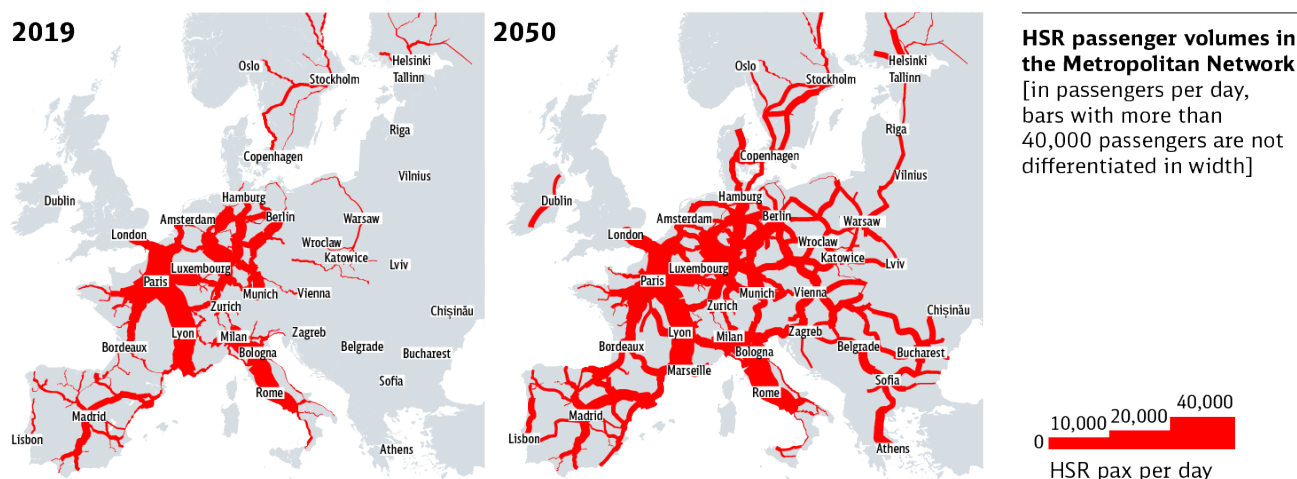 2019
Oslo
Helsinki
Stockholm
Tallinn
Riga
Copenhagen
Vilnius
Dublin
Hamburg
Amsterdam
Berlin
Warsaw
London
Wroclaw
Katowice
Lviv
Luxembourg
Paris
Munich
Vienna
Zurich
Chișinău
Lyon
Milan
Zagreb
Bordeaux
Bologna
Belgrade
Bucharest
Sofia
Rome
Madrid
Lisbon
Athens
2050
Oslo
Helsinki
Stockholm
Tallinn
Riga
Copenhagen
Vilnius
Dublin
Hamburg
Amsterdam
Berlin
Warsaw
London
Wroclaw
Katowice
Lviv
Luxembourg
Paris
Munich
Vienna
Zurich
Chișinău
Lyon
Milan
Zagreb
Bordeaux
Bologna
Belgrade
Bucharest
Marseille
Sofia
Rome
Madrid
Lisbon
Athens
HSR passenger volumes in
the Metropolitan Network
[in passengers per day,
bars with more than
40,000 passengers are not
differentiated in width]
0 10,000 20,000 40,000
HSR pax per day